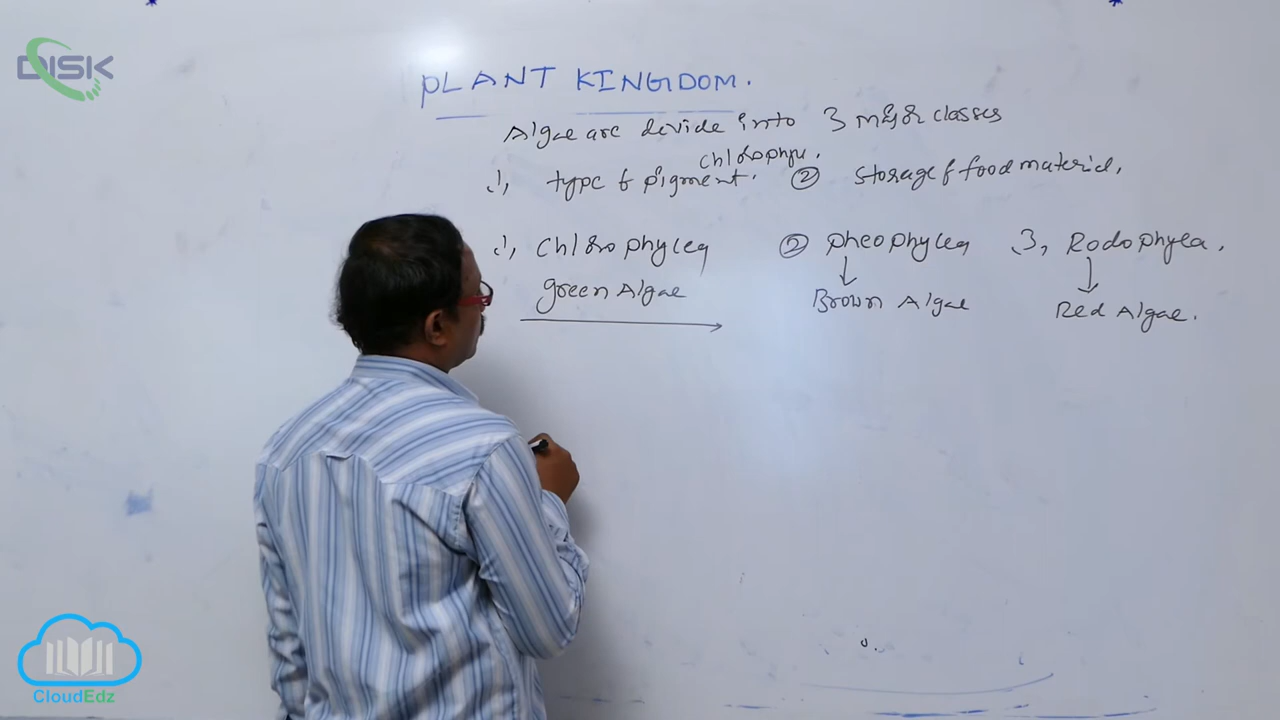 DISK
PLANT KINGDOM.
Algae are devide into 3 major classes
chlorophy.
1, type of pigment. ② storage of food material.
1, Chlorophycea ② pheophycea 3, Rodophycea.
green Algae Brown Algae Red Algae.
CloudEdz